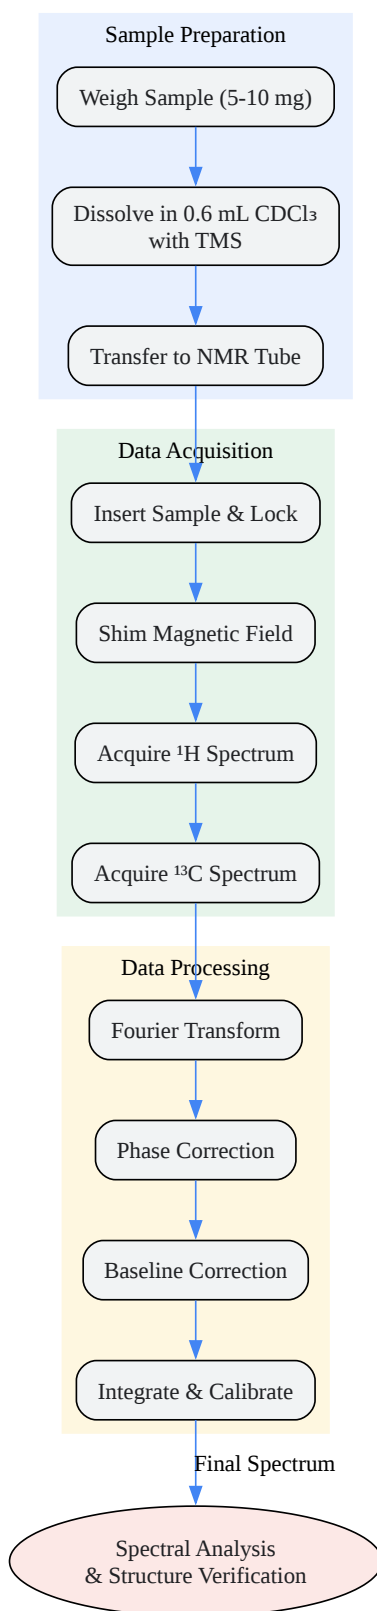 Sample Preparation
Weigh Sample (5-10 mg)
Dissolve in 0.6 mL CDCl₃
with TMS
Transfer to NMR Tube
Data Acquisition
Insert Sample & Lock
Shim Magnetic Field
Acquire ¹H Spectrum
Acquire ¹³C Spectrum
Data Processing
Fourier Transform
Phase Correction
Baseline Correction
Integrate & Calibrate
Final Spectrum
Spectral Analysis
& Structure Verification